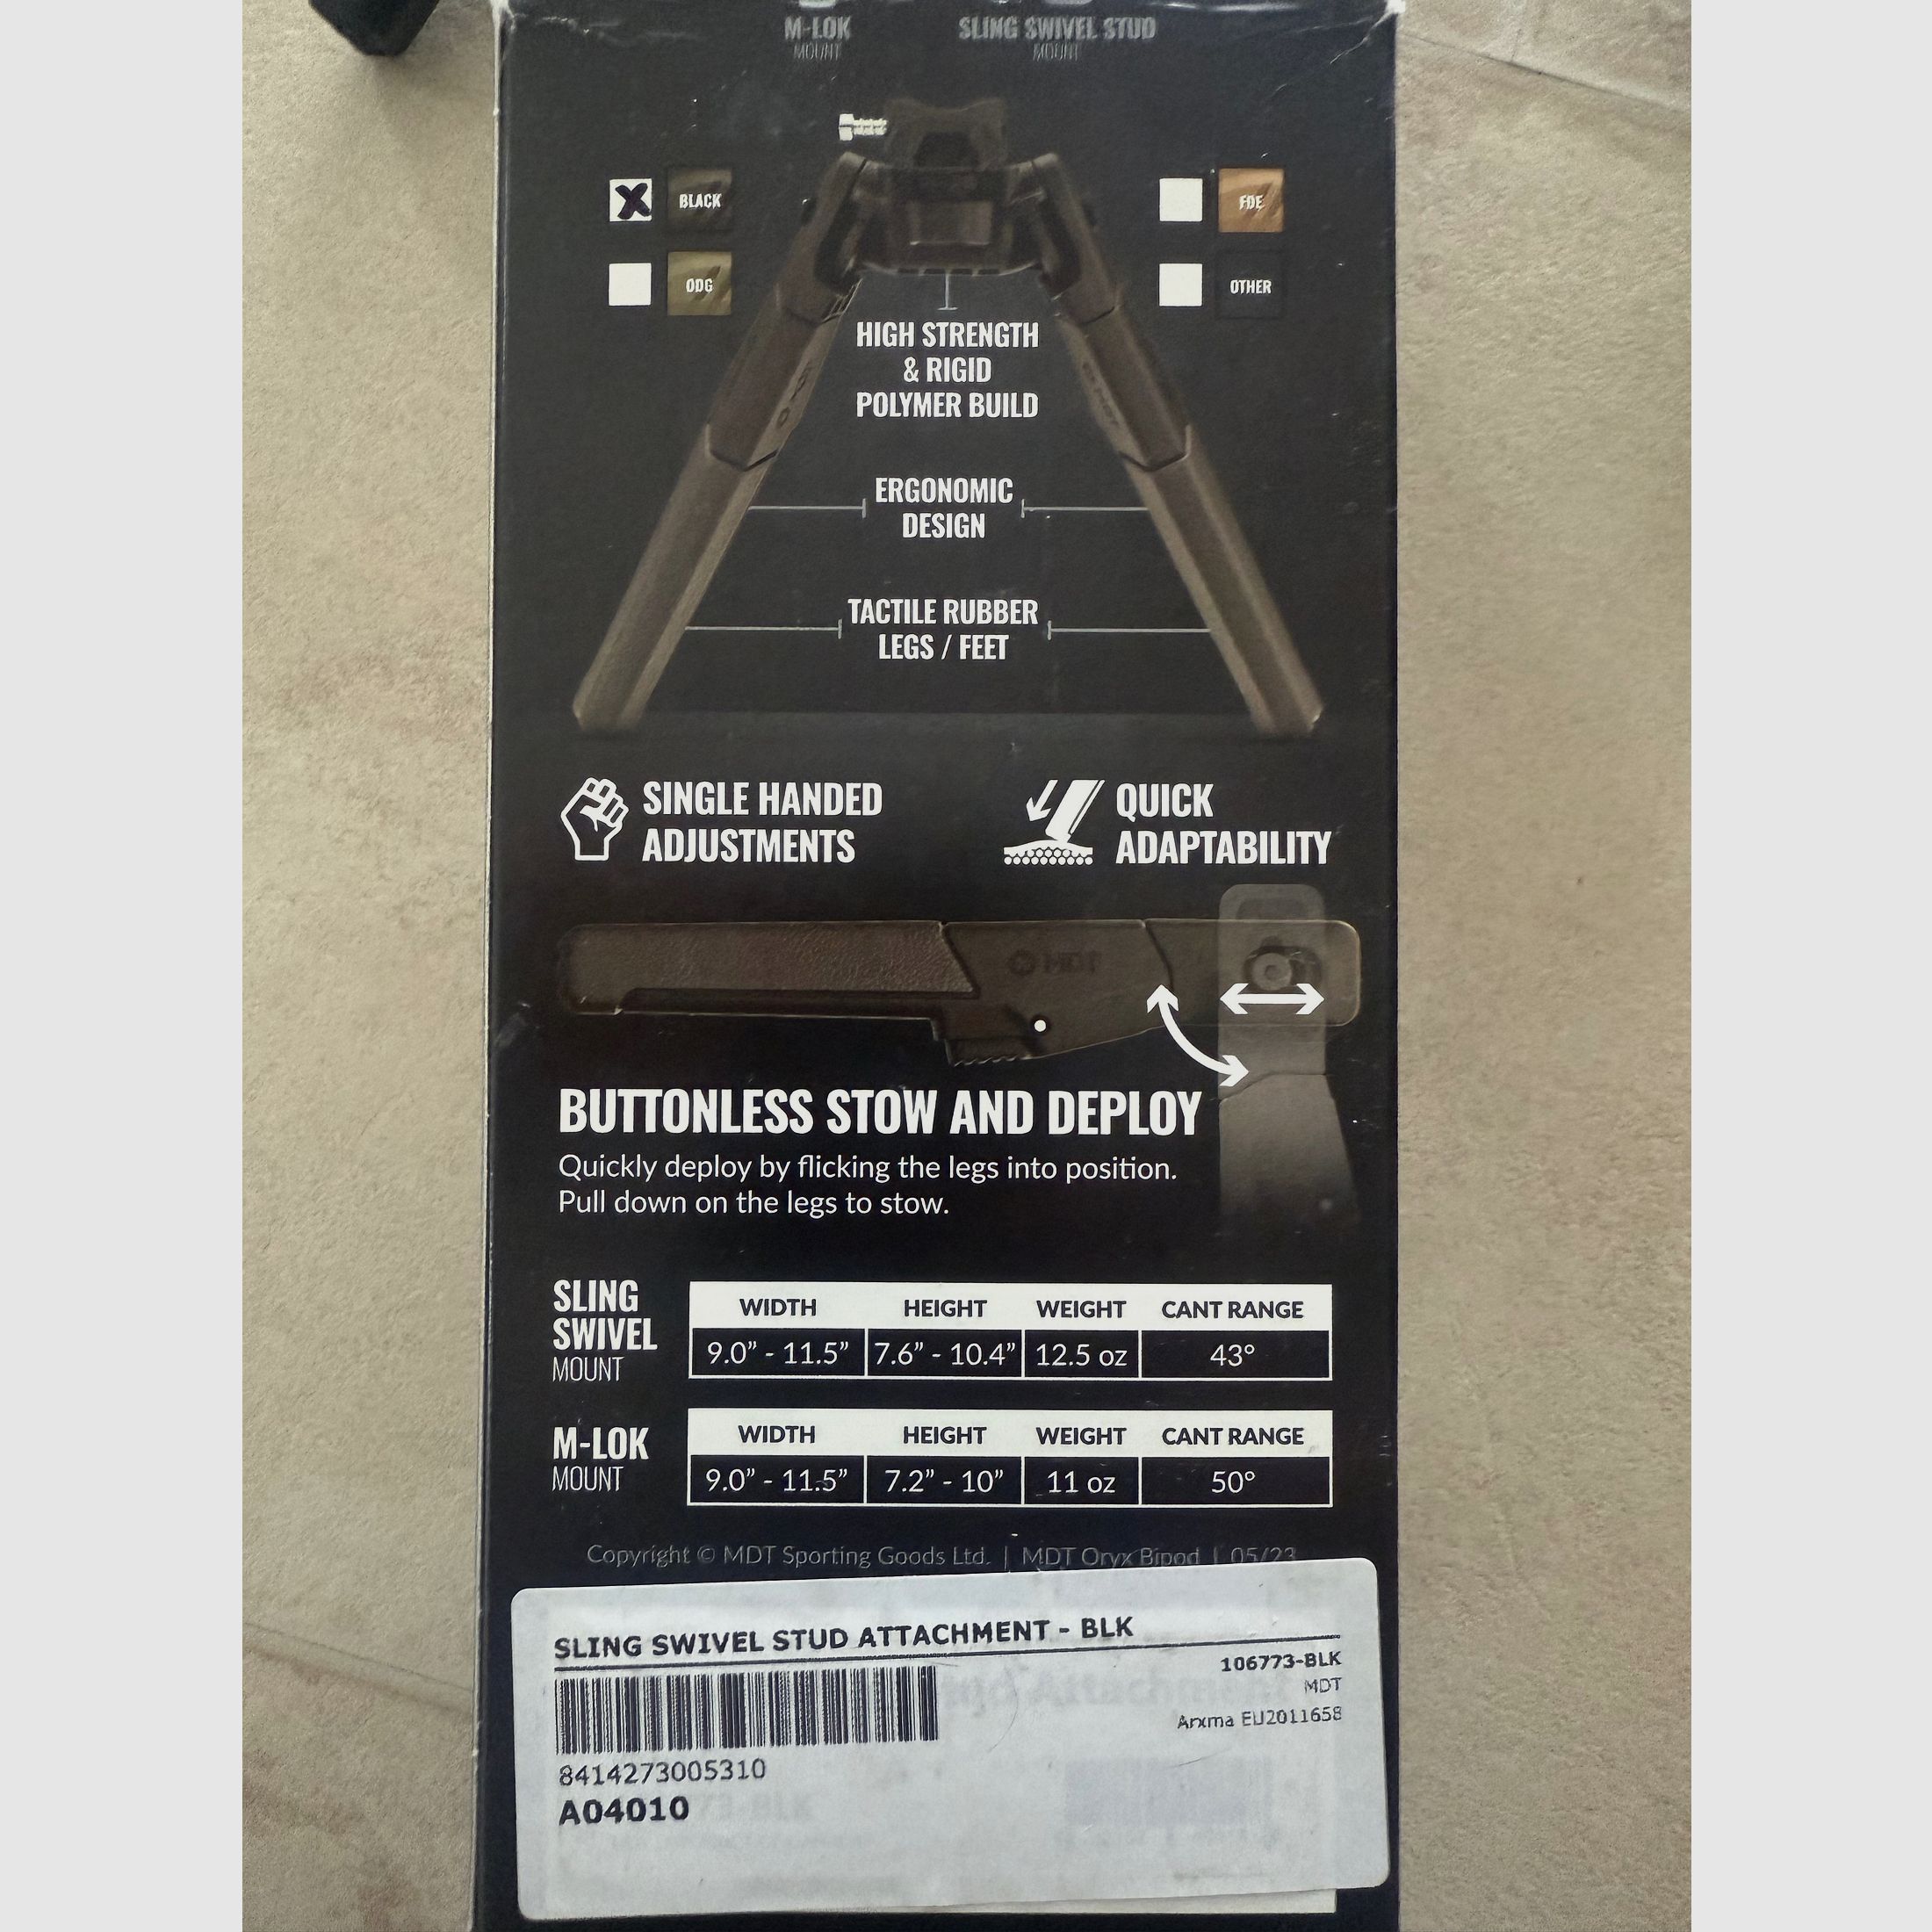 M-LOK
MOUNT
SLING SWIVEL STUD
MOUNT
X BLACK
FDE
ODG
OTHER
HIGH STRENGTH
& RIGID
POLYMER BUILD
ERGONOMIC
DESIGN
TACTILE RUBBER
LEGS / FEET
SINGLE HANDED
ADJUSTMENTS
QUICK
ADAPTABILITY
MDT
BUTTONLESS STOW AND DEPLOY
Quickly deploy by flicking the legs into position.
Pull down on the legs to stow.
SLING
SWIVEL
MOUNT
WIDTH HEIGHT WEIGHT CANT RANGE
9.0” - 11.5” 7.6” - 10.4” 12.5 oz 43°
M-LOK
MOUNT
WIDTH HEIGHT WEIGHT CANT RANGE
9.0” - 11.5” 7.2” - 10” 11 oz 50°
Copyright © MDT Sporting Goods Ltd. | MDT Oryx Bipod | 05/23
SLING SWIVEL STUD ATTACHMENT - BLK
106773-BLK
MDT
Arxma EU2011658
8414273005310
A04010